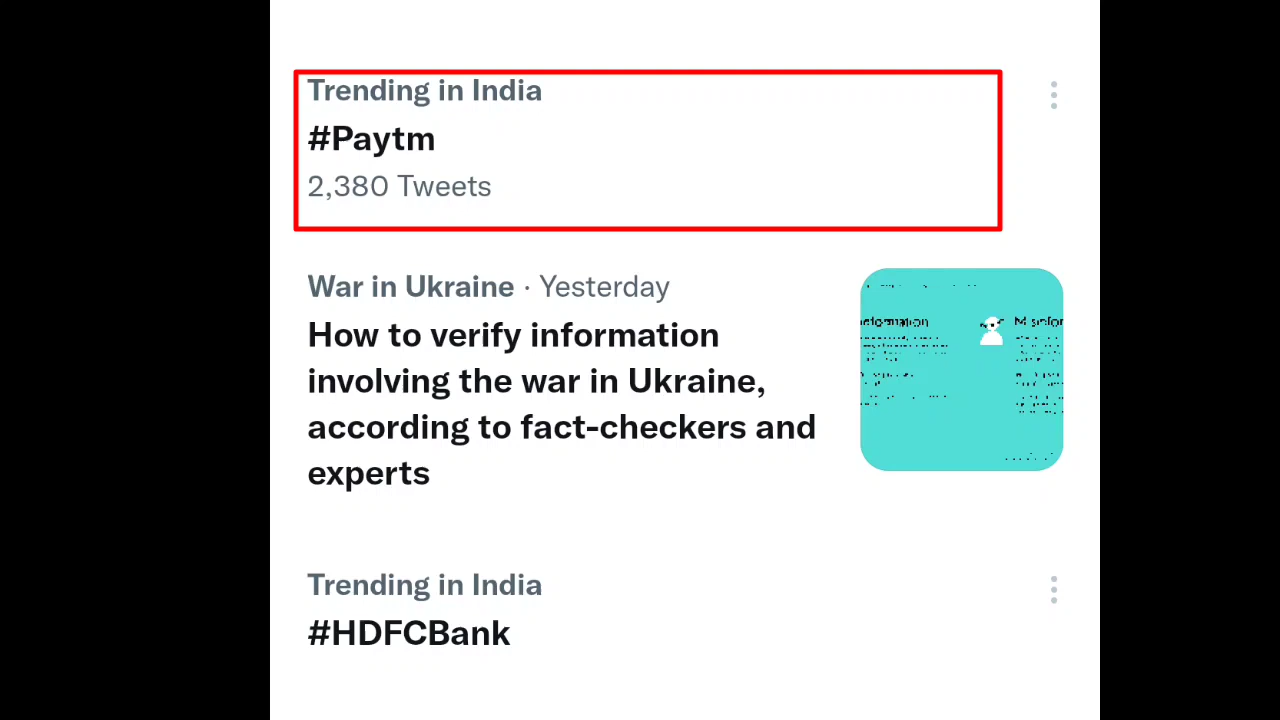 Trending in India
#Paytm
2,380 Tweets
War in Ukraine · Yesterday
How to verify information
involving the war in Ukraine,
according to fact-checkers and
experts
Trending in India
#HDFCBank